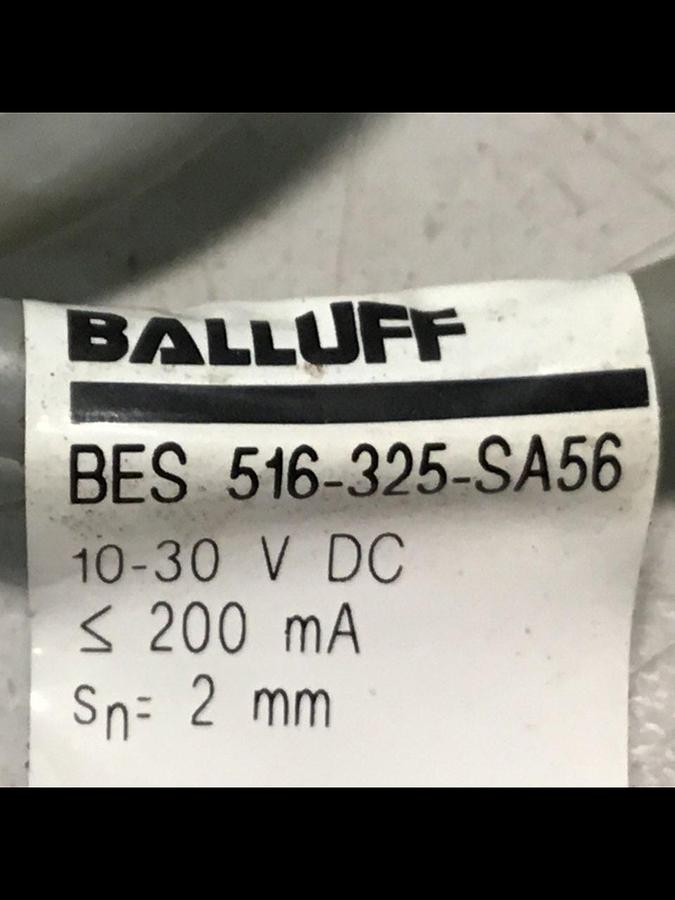 BALLUFF
BES 516-325-SA56
10-30 V DC
≤ 200 mA
sn= 2 mm